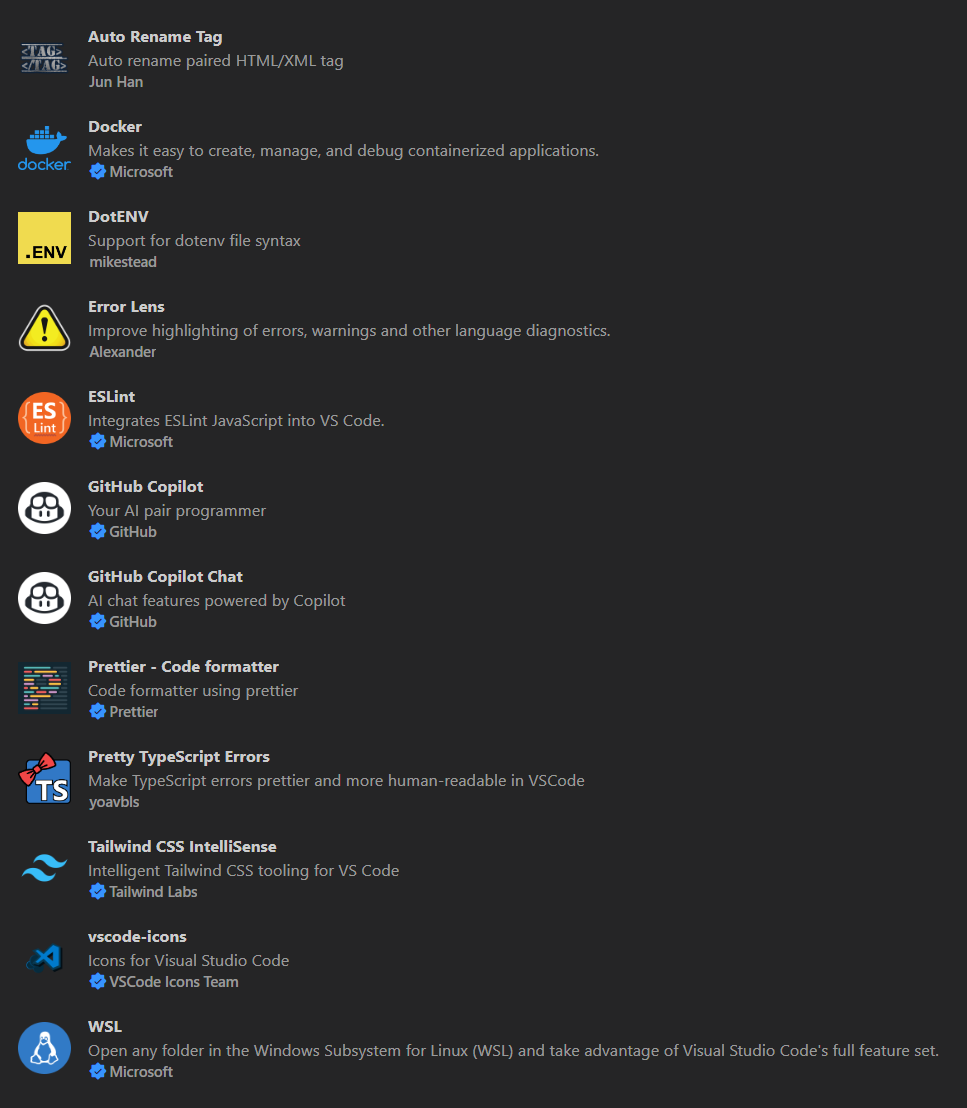 <TAG>
</TAG>
Auto Rename Tag
Auto rename paired HTML/XML tag
Jun Han
docker
Docker
Makes it easy to create, manage, and debug containerized applications.
Microsoft
.ENV
DotENV
Support for dotenv file syntax
mikestead
Error Lens
Improve highlighting of errors, warnings and other language diagnostics.
Alexander
{ES
Lint}
ESLint
Integrates ESLint JavaScript into VS Code.
Microsoft
GitHub Copilot
Your AI pair programmer
GitHub
GitHub Copilot Chat
AI chat features powered by Copilot
GitHub
Prettier - Code formatter
Code formatter using prettier
Prettier
TS
Pretty TypeScript Errors
Make TypeScript errors prettier and more human-readable in VSCode
yoavbls
Tailwind CSS IntelliSense
Intelligent Tailwind CSS tooling for VS Code
Tailwind Labs
vscode-icons
Icons for Visual Studio Code
VSCode Icons Team
WSL
Open any folder in the Windows Subsystem for Linux (WSL) and take advantage of Visual Studio Code's full feature set.
Microsoft